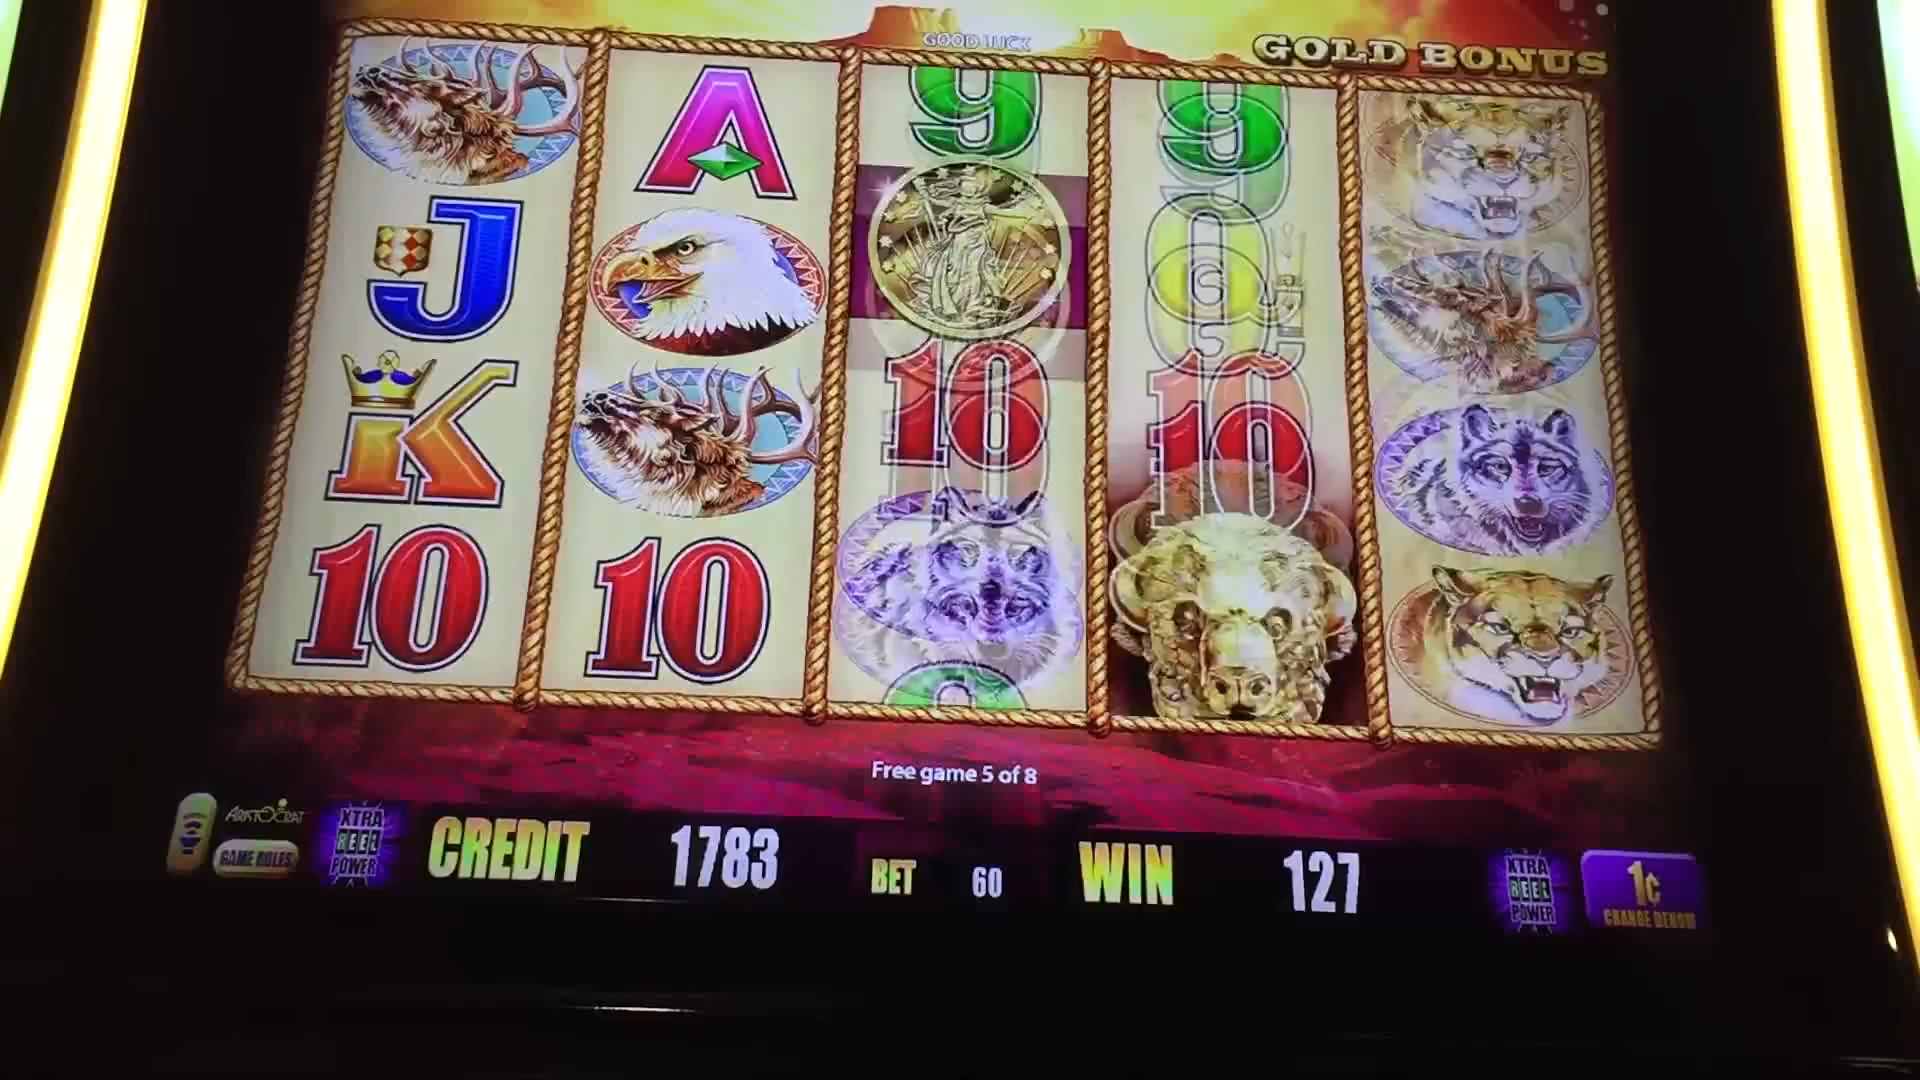 GOOD LUCK
GOLD BONUS
A
9
9
J
Q
K
10
10
10
10
9
Free game 5 of 8
ARISTOCRAT
GAME RULES
XTRA
REEL
POWER
CREDIT 1783
BET 60
WIN 127
XTRA
REEL
POWER
1¢
CHANGE DENOM